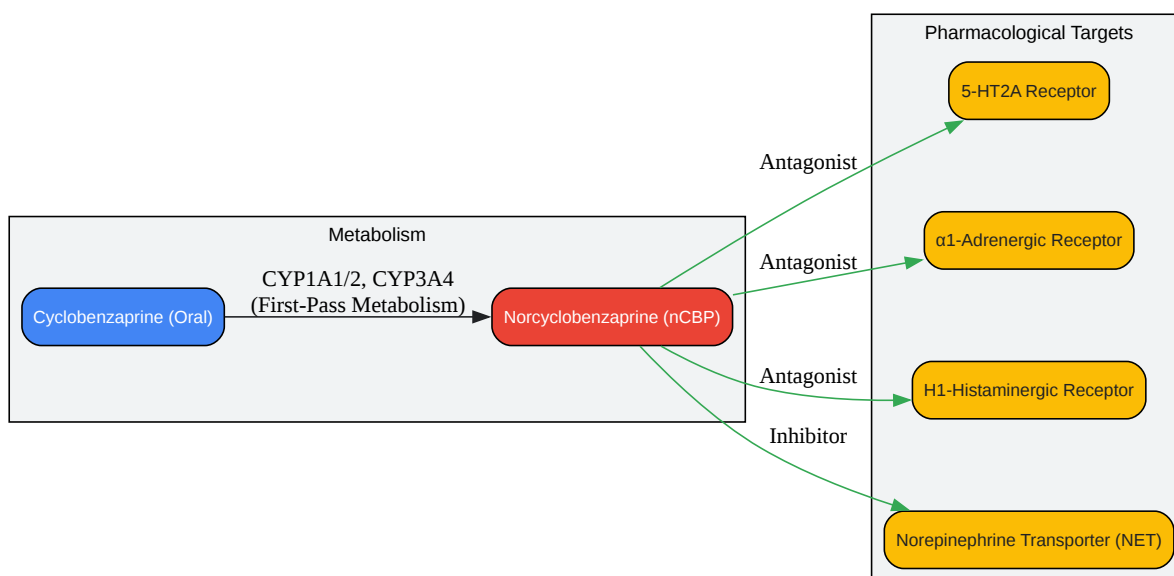 Pharmacological Targets
5-HT2A Receptor
Antagonist
α1-Adrenergic Receptor
Metabolism
Antagonist
CYP1A1/2, CYP3A4
(First-Pass Metabolism)
Cyclobenzaprine (Oral)
Norcyclobenzaprine (nCBP)
Antagonist
H1-Histaminergic Receptor
Inhibitor
Norepinephrine Transporter (NET)